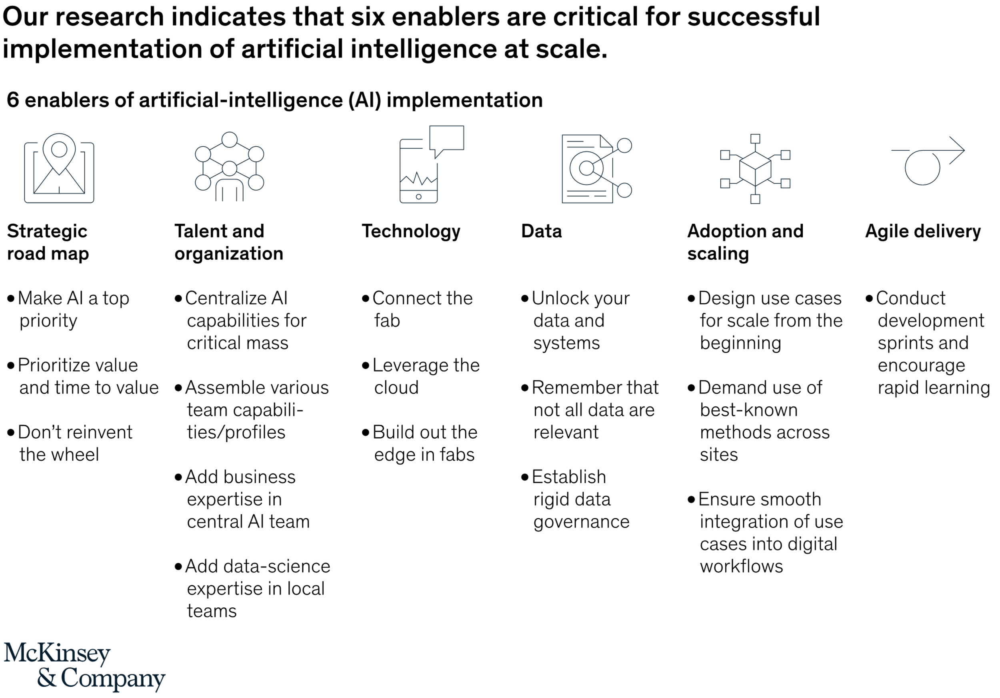 Our research indicates that six enablers are critical for successful
implementation of artificial intelligence at scale.
6 enablers of artificial-intelligence (AI) implementation
Strategic
road map
• Make AI a top
priority
• Prioritize value
and time to value
• Don’t reinvent
the wheel
Talent and
organization
• Centralize AI
capabilities for
critical mass
• Assemble various
team capabili-
ties/profiles
• Add business
expertise in
central AI team
• Add data-science
expertise in local
teams
Technology
• Connect the
fab
• Leverage the
cloud
• Build out the
edge in fabs
Data
• Unlock your
data and
systems
• Remember that
not all data are
relevant
• Establish
rigid data
governance
Adoption and
scaling
• Design use cases
for scale from the
beginning
• Demand use of
best-known
methods across
sites
• Ensure smooth
integration of use
cases into digital
workflows
Agile delivery
• Conduct
development
sprints and
encourage
rapid learning
McKinsey
& Company